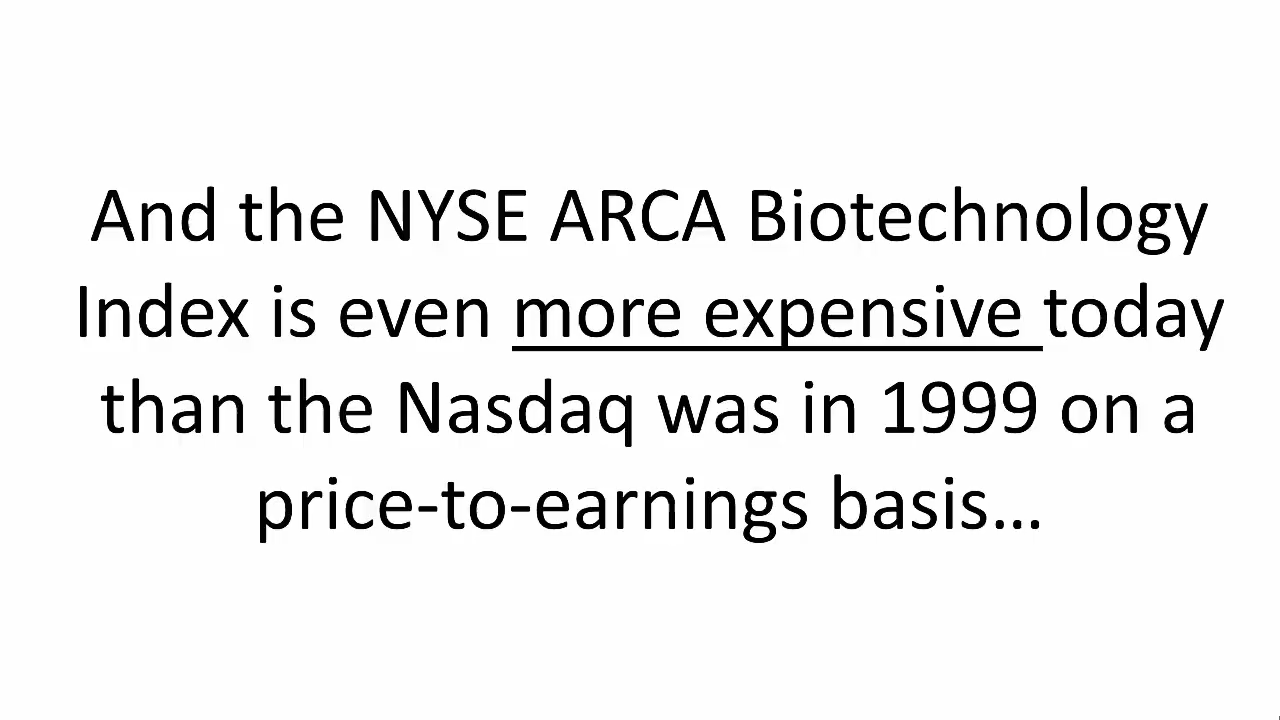 And the NYSE ARCA Biotechnology
Index is even more expensive today
than the Nasdaq was in 1999 on a
price-to-earnings basis…